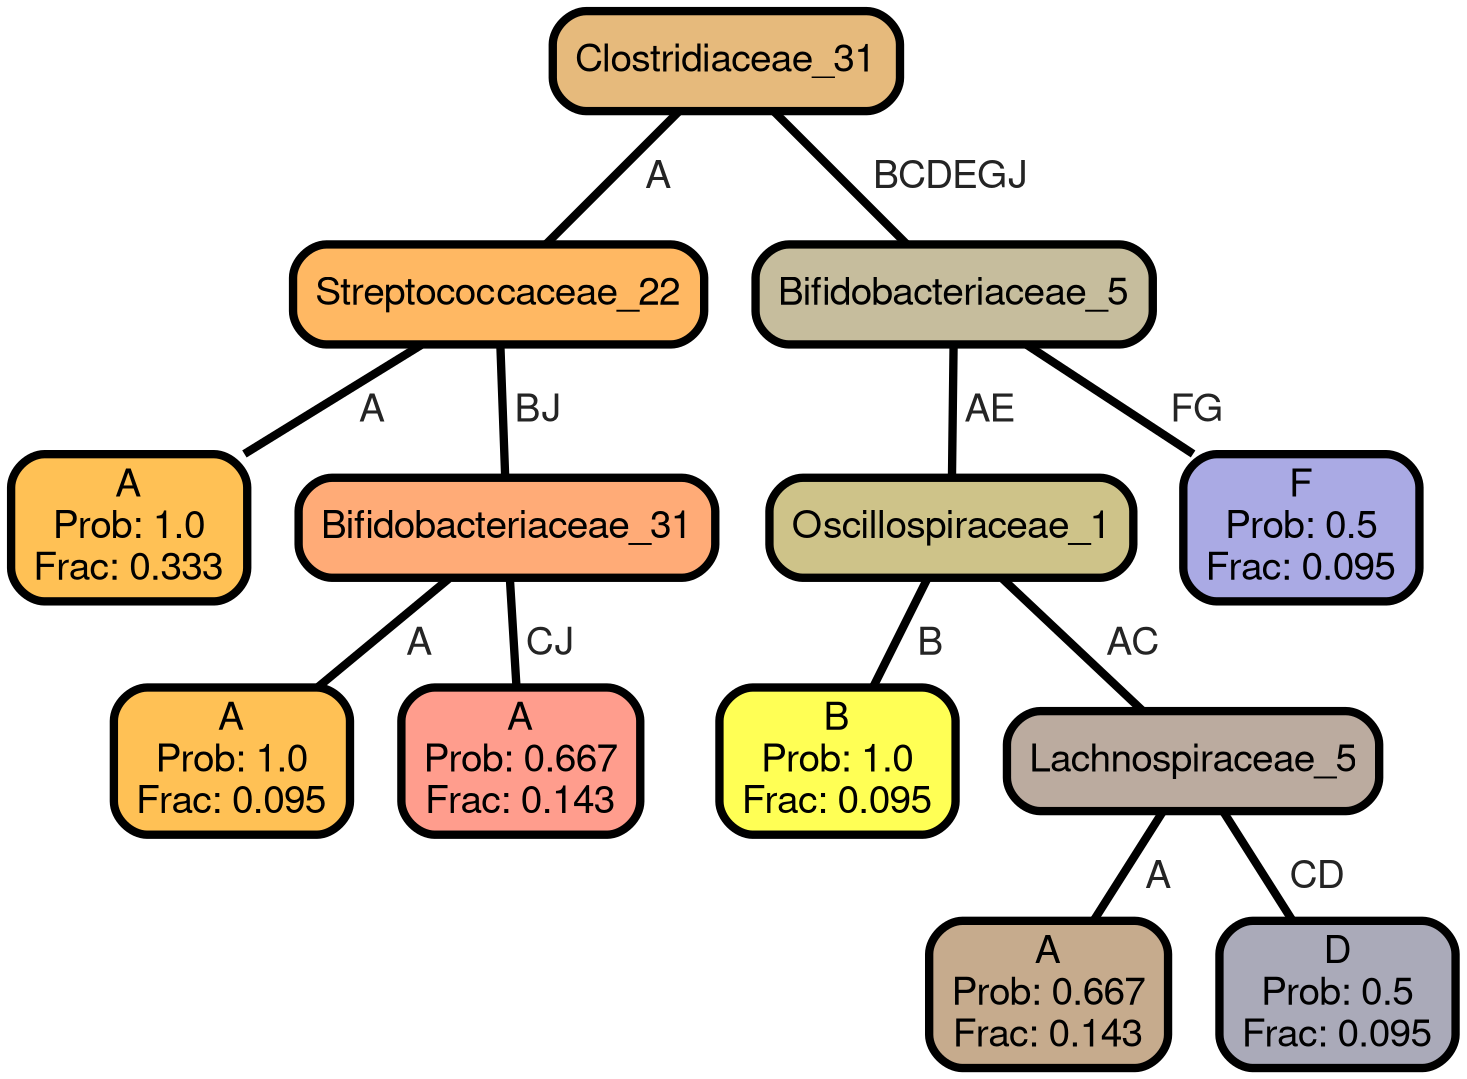 Clostridiaceae_31
A
BCDEGJ
Streptococcaceae_22
Bifidobacteriaceae_5
A
BJ
AE
FG
A
Prob: 1.0
Frac: 0.333
Bifidobacteriaceae_31
Oscillospiraceae_1
F
Prob: 0.5
Frac: 0.095
A
CJ
B
AC
A
Prob: 1.0
Frac: 0.095
A
Prob: 0.667
Frac: 0.143
B
Prob: 1.0
Frac: 0.095
Lachnospiraceae_5
A
CD
A
Prob: 0.667
Frac: 0.143
D
Prob: 0.5
Frac: 0.095